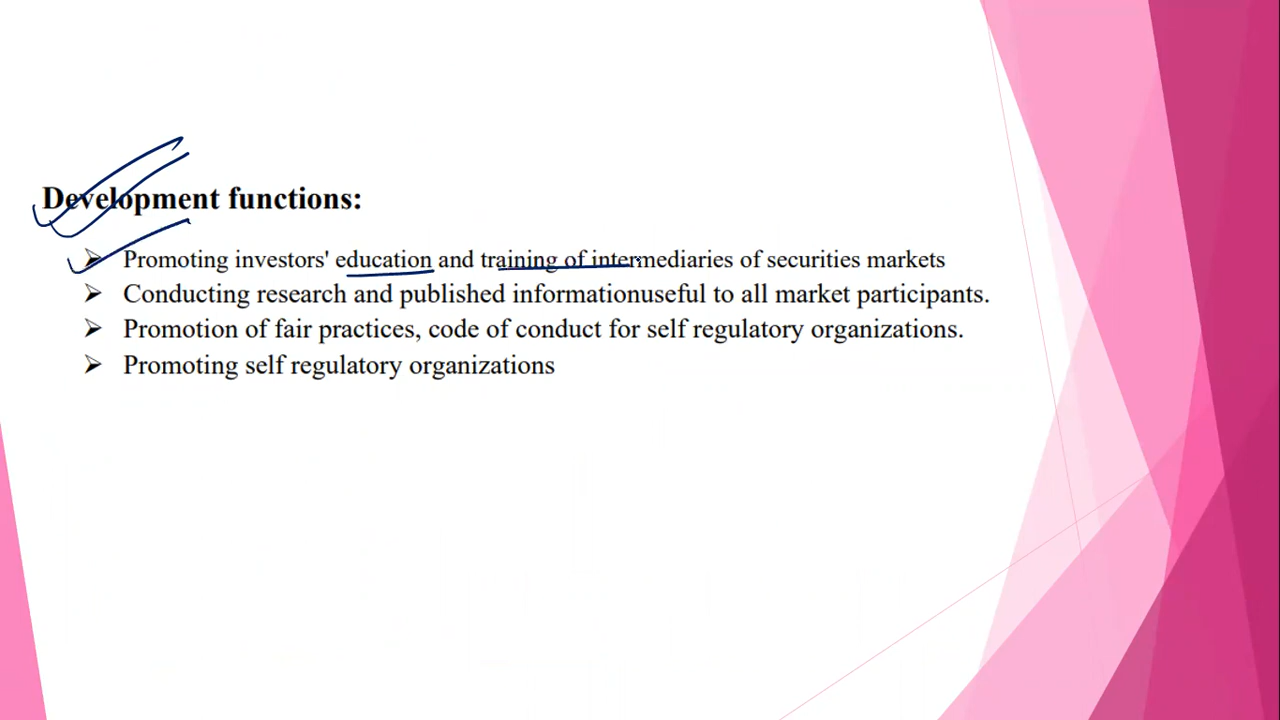 Development functions:
Promoting investors' education and training of intermediaries of securities markets
Conducting research and published informationuseful to all market participants.
Promotion of fair practices, code of conduct for self regulatory organizations.
Promoting self regulatory organizations